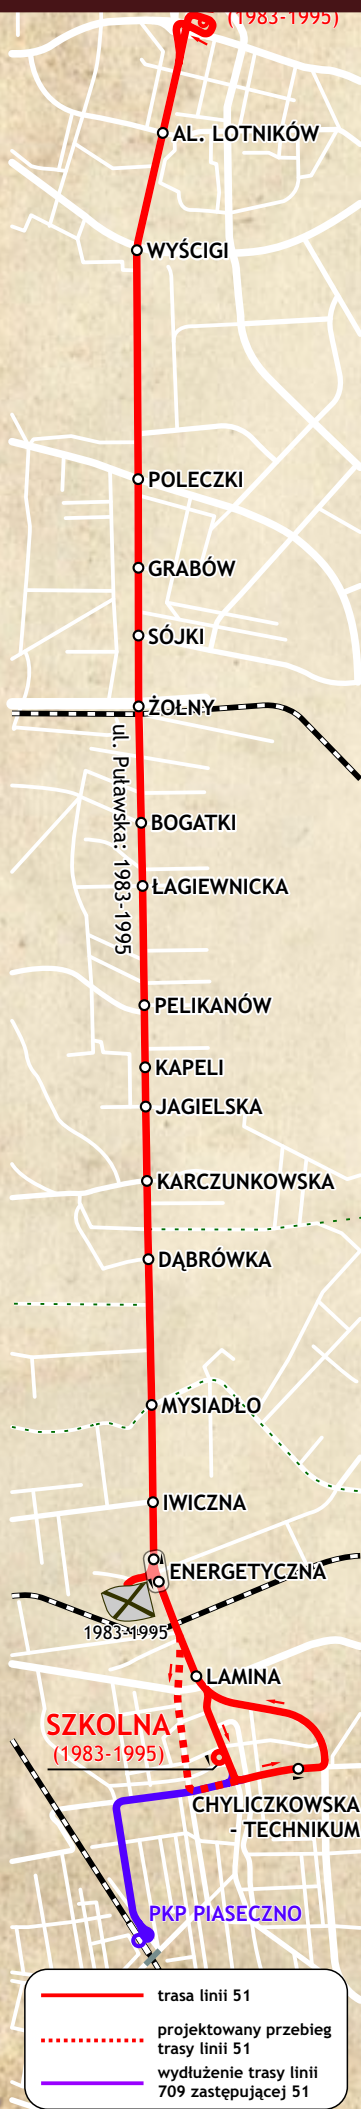 (1983-1995)
AL. LOTNIKÓW
WYŚCIGI
POLECZKI
GRABÓW
SÓJKI
ŻOŁNY
ul. Puławska: 1983-1995
BOGATKI
ŁAGIEWNICKA
PELIKANÓW
KAPELI
JAGIELSKA
KARCZUNKOWSKA
DĄBRÓWKA
MYSIADŁO
IWICZNA
ENERGETYCZNA
1983-1995
LAMINA
SZKOLNA
(1983-1995)
CHYLICZKOWSKA
- TECHNIKUM
PKP PIASECZNO
trasa linii 51
projektowany przebieg
trasy linii 51
wydłużenie trasy linii
709 zastępującej 51